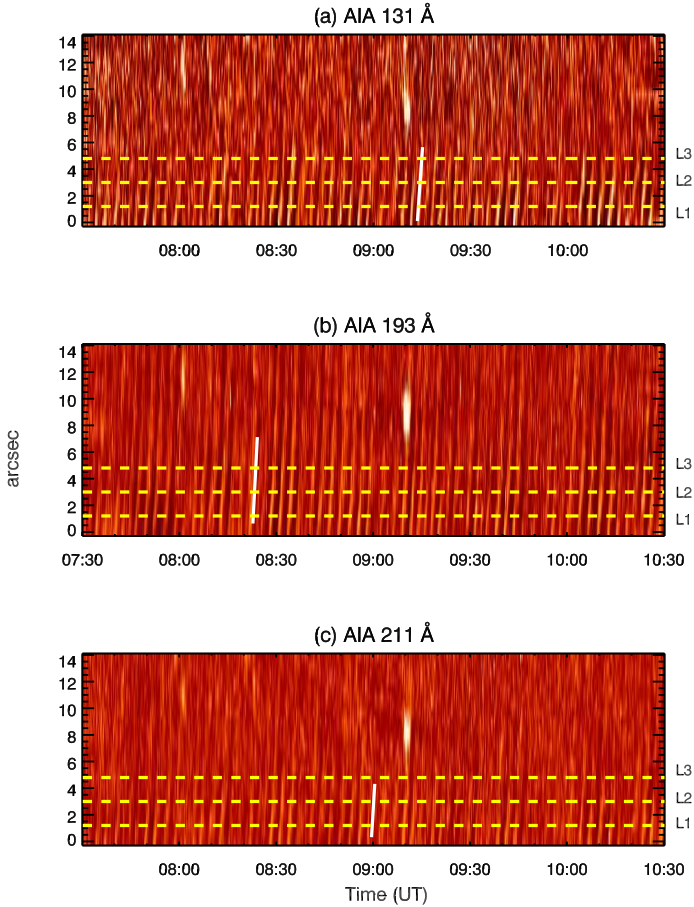 (a) AIA 131 Å
14
12
10
8
6
4
2
0
L3
L2
L1
08:00 08:30 09:00 09:30 10:00
(b) AIA 193 Å
arcsec
14
12
10
8
6
4
2
0
L3
L2
L1
07:30 08:00 08:30 09:00 09:30 10:00 10:30
(c) AIA 211 Å
14
12
10
8
6
4
2
0
L3
L2
L1
08:00 08:30 09:00 09:30 10:00 10:30
Time (UT)